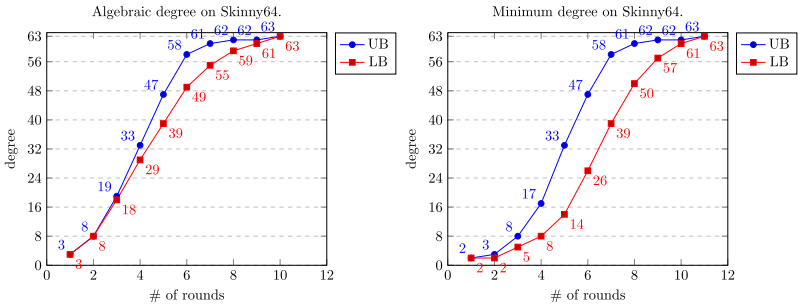 Algebraic degree on Skinny64.
63
56
48
40
32
24
16
8
0
degree
0 2 4 6 8 10 12
# of rounds
3 8 19 33 47 58 61 62 62 63
3 8 18 29 39 49 55 59 61 63
UB
LB
Minimum degree on Skinny64.
63
56
48
40
32
24
16
8
0
degree
0 2 4 6 8 10 12
# of rounds
2 3 8 17 33 47 58 61 62 62 63
2 2 5 8 14 26 39 50 57 61 63
UB
LB